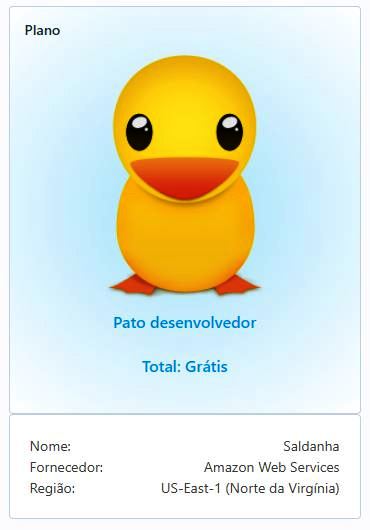 Plano
Pato desenvolvedor
Total: Grátis
Nome: Saldanha
Fornecedor: Amazon Web Services
Região: US-East-1 (Norte da Virgínia)